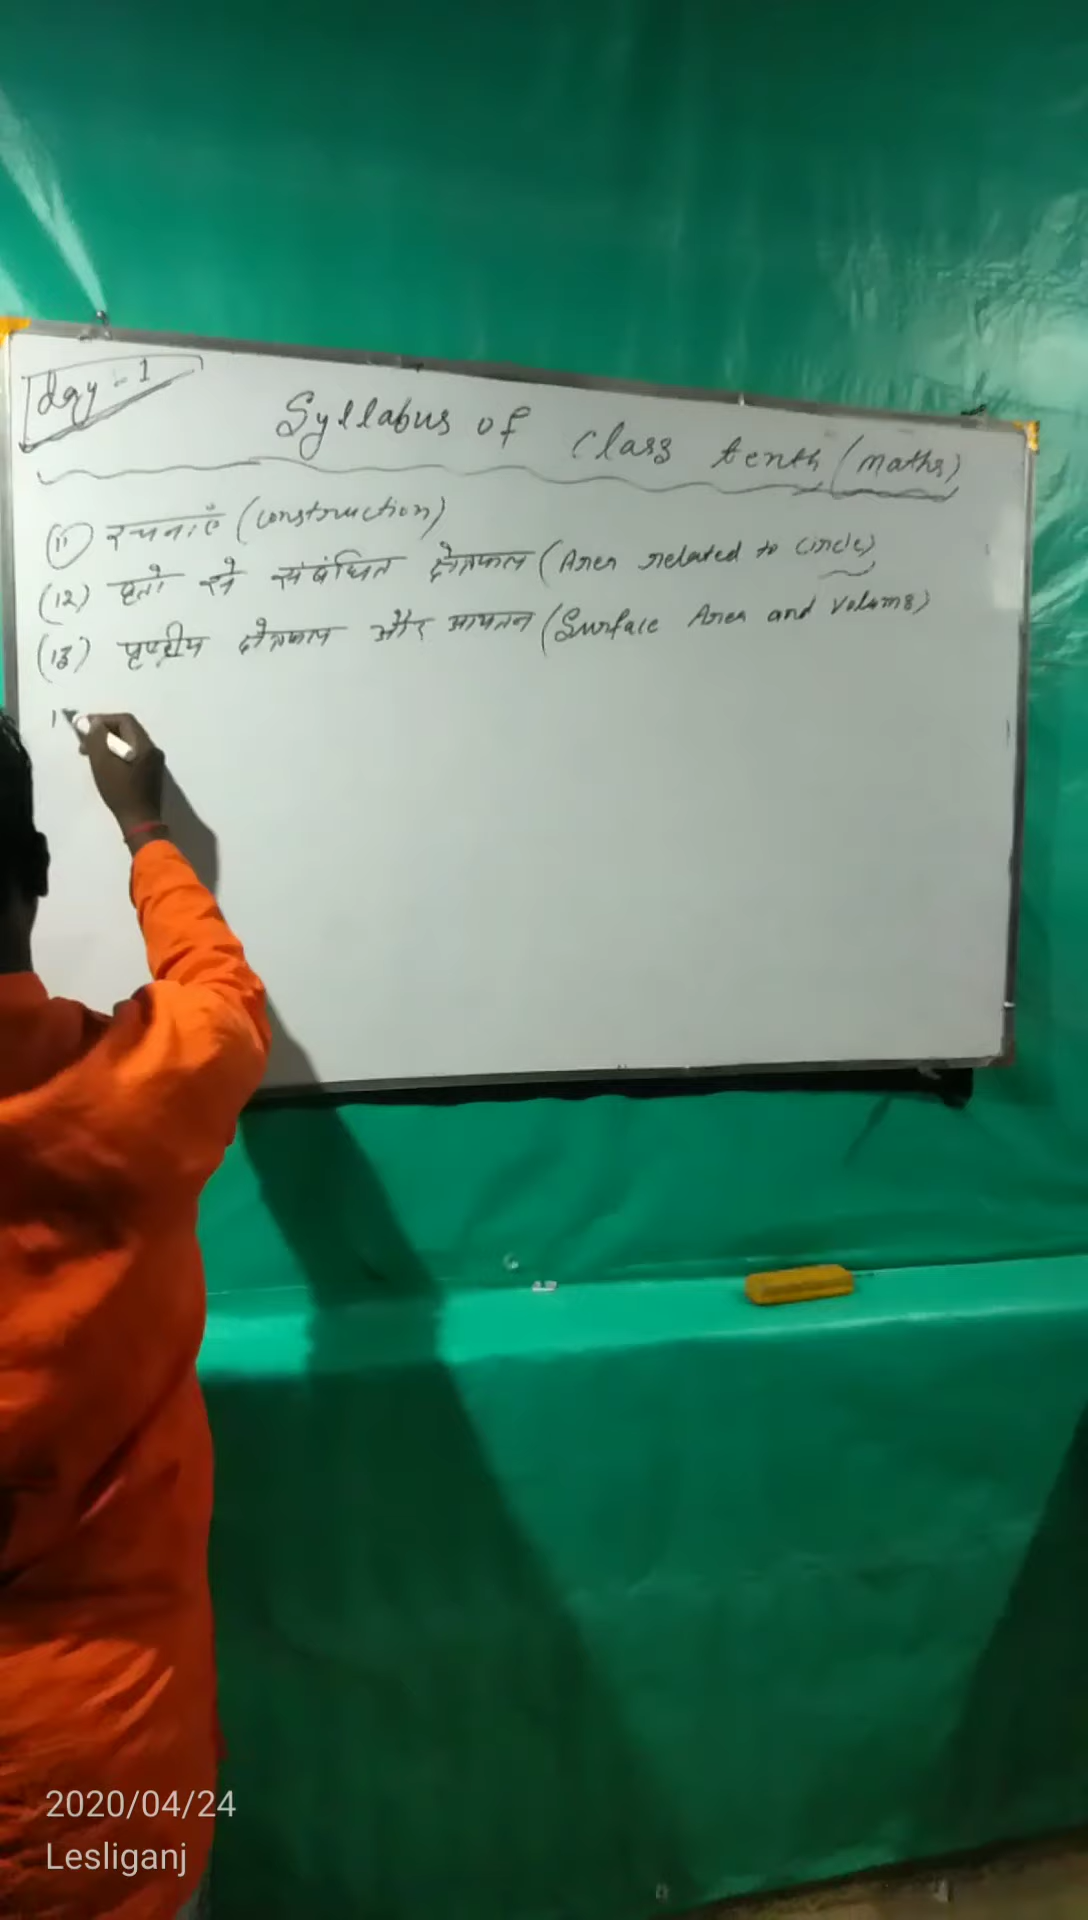 day - 1
Syllabus of class tenth (maths)
(11) रचनाएँ (construction)
(12) वृतो से संबंधित क्षेत्रफल (Area related to circle)
(13) पृष्ठीय क्षेत्रफल और आयतन (Surface Area and volume)
1
2020/04/24
Lesliganj